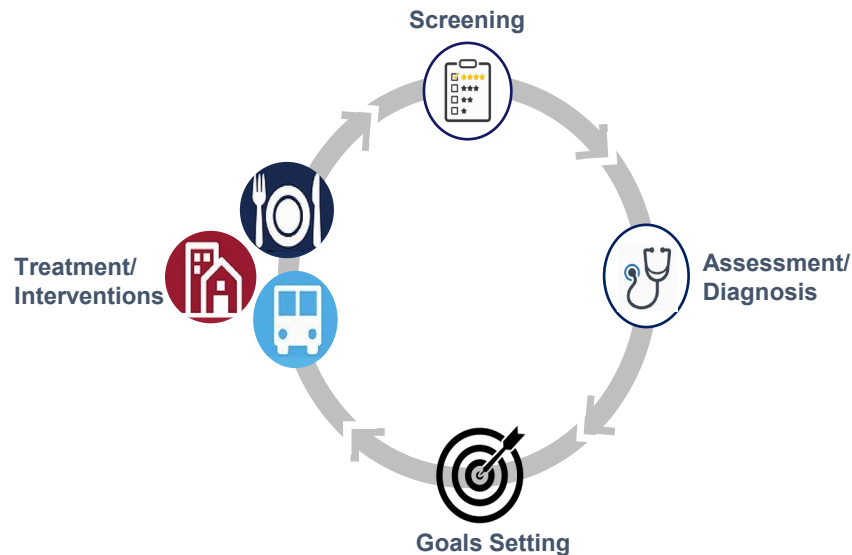 Screening
Assessment/
Diagnosis
Goals Setting
Treatment/
Interventions